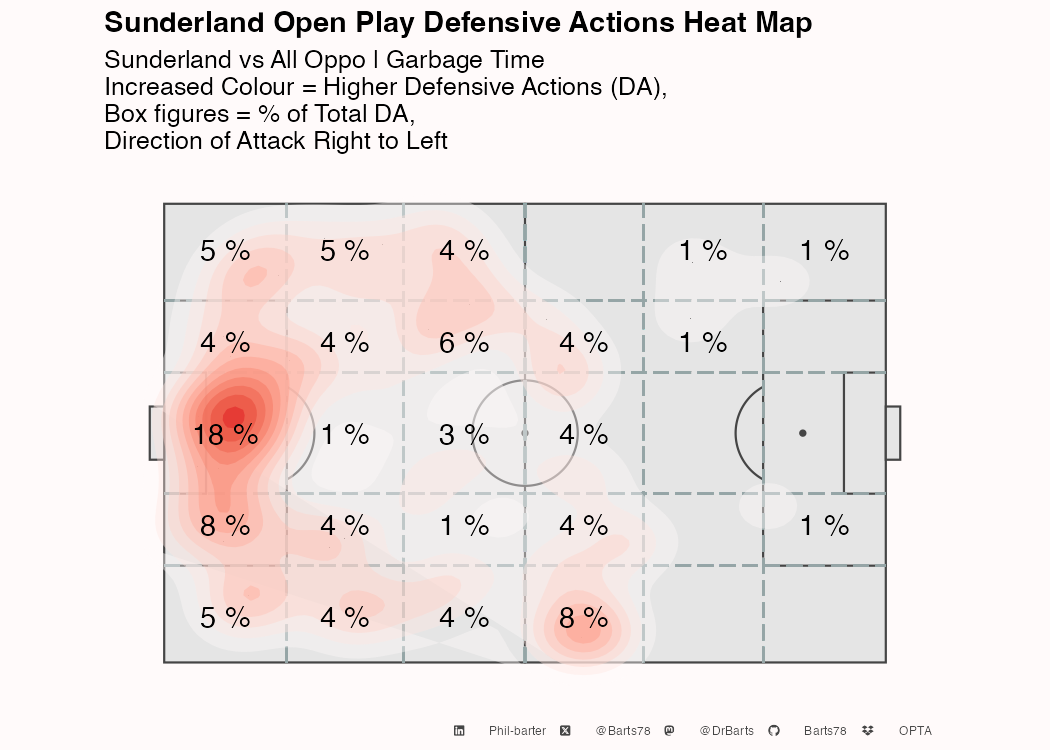 Sunderland Open Play Defensive Actions Heat Map
Sunderland vs All Oppo | Garbage Time
Increased Colour = Higher Defensive Actions (DA),
Box figures = % of Total DA,
Direction of Attack Right to Left
5 % 5 % 4 % 1 % 1 %
4 % 4 % 6 % 4 % 1 %
18 % 1 % 3 % 4 %
8 % 4 % 1 % 4 % 1 %
5 % 4 % 4 % 8 %
Phil-barter @Barts78 @DrBarts Barts78 OPTA